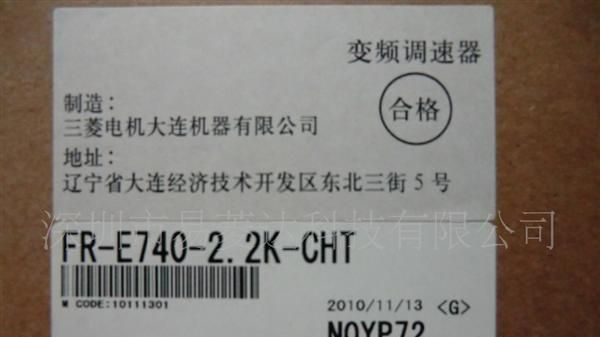 变频调速器
合格
制造：
三菱电机大连机器有限公司
地址：
辽宁省大连经济技术开发区东北三街5号
深圳市昌菱达科技有限公司
FR-E740-2.2K-CHT
M CODE:10111301
2010/11/13 <G>